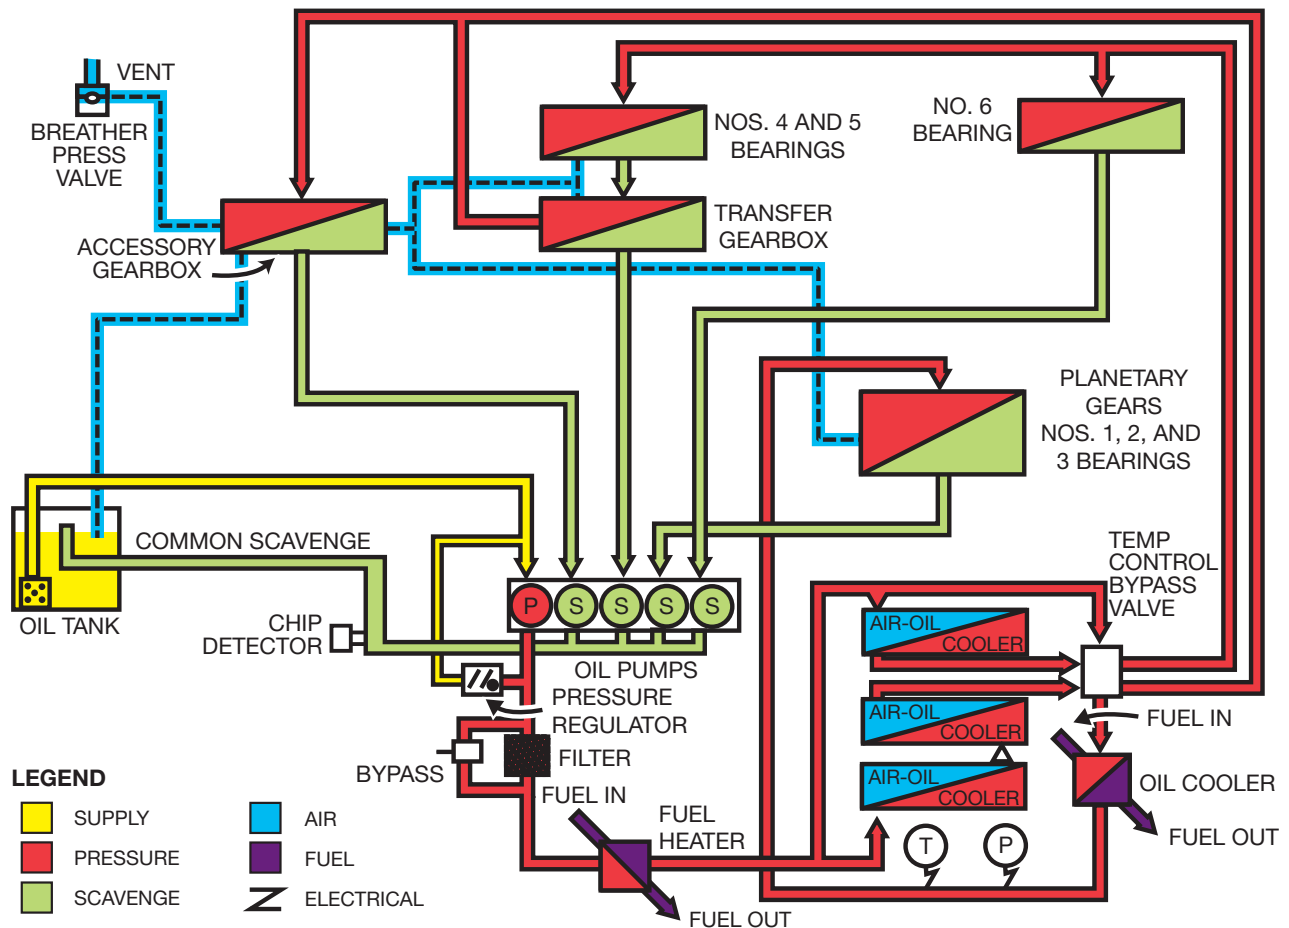 VENT
BREATHER
PRESS
VALVE
NOS. 4 AND 5
BEARINGS
NO. 6
BEARING
ACCESSORY
GEARBOX
TRANSFER
GEARBOX
PLANETARY
GEARS
NOS. 1, 2, AND
3 BEARINGS
COMMON SCAVENGE
OIL TANK
CHIP
DETECTOR
P
S
S
S
S
OIL PUMPS
PRESSURE
REGULATOR
BYPASS
FILTER
TEMP
CONTROL
BYPASS
VALVE
AIR-OIL
COOLER
AIR-OIL
COOLER
AIR-OIL
COOLER
FUEL IN
OIL COOLER
FUEL OUT
FUEL IN
FUEL
HEATER
FUEL OUT
T
P
LEGEND
SUPPLY
PRESSURE
SCAVENGE
AIR
FUEL
ELECTRICAL